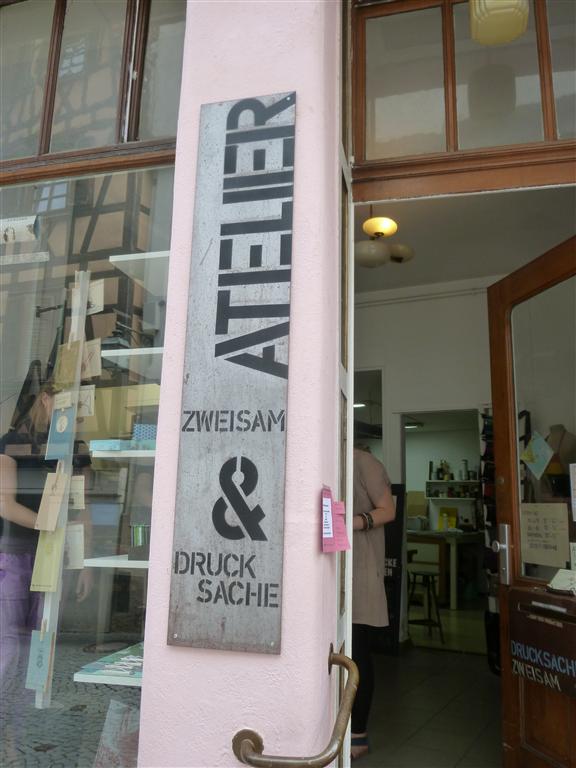 ATELIER
ZWEISAM
&
DRUCK
SACHE
DRUCKSACHE
ZWEISAM